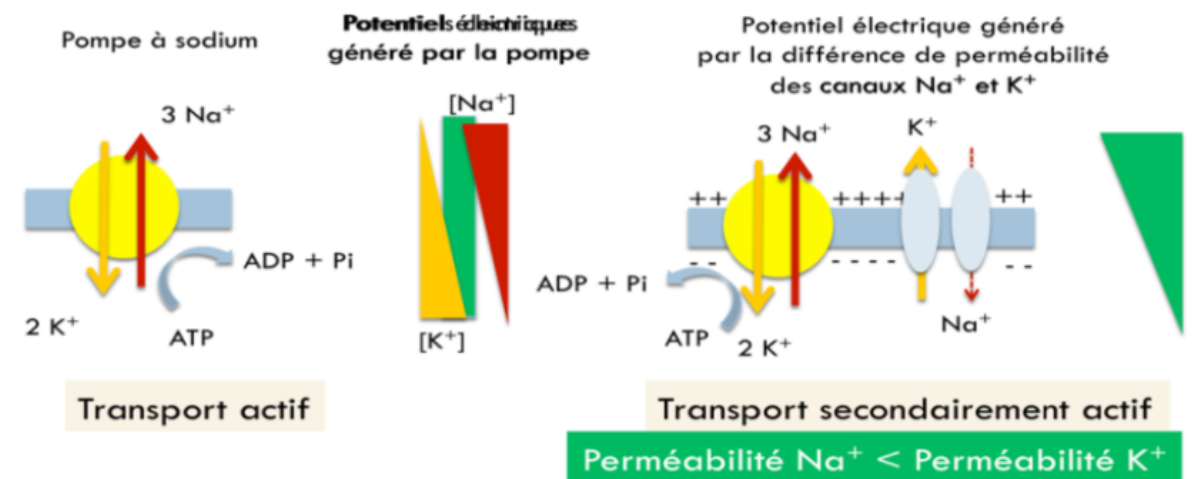 Pompe à sodium
3 Na⁺
2 K⁺
ADP + Pi
ATP
Transport actif
généré par la pompe
[Na⁺]
[K⁺]
Potentiel électrique généré
par la différence de perméabilité
des canaux Na⁺ et K⁺
3 Na⁺
K⁺
++
++++
++
--
----
--
ADP + Pi
ATP
2 K⁺
Na⁺
Transport secondairement actif
Perméabilité Na⁺ < Perméabilité K⁺